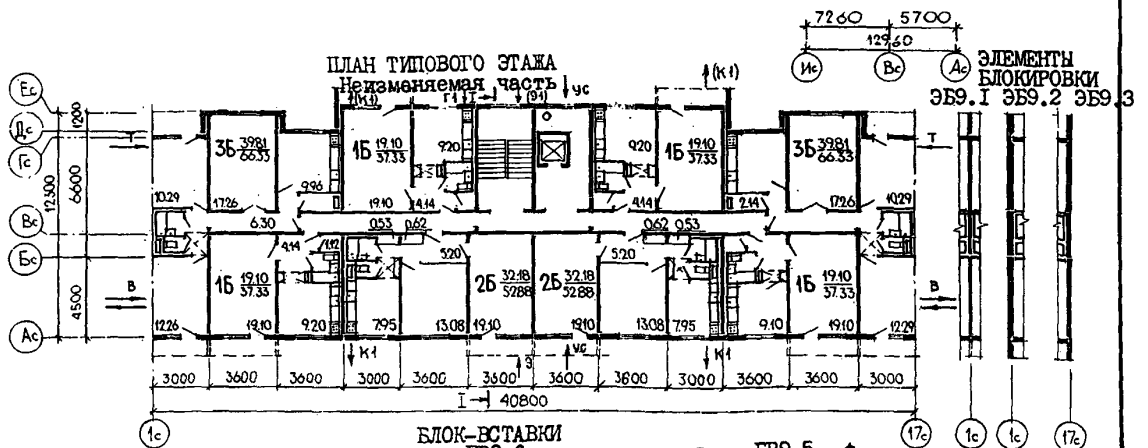 7260 5700
12960
Ис Вс Ас
ЭЛЕМЕНТЫ
БЛОКИРОВКИ
ЭБ9.1 ЭБ9.2 ЭБ9.3
ПЛАН ТИПОВОГО ЭТАЖА
Неизменяемая часть
(К1) Г1 I (91) УС (К1)
Ес
Дс
Гс
Вс
Бс
Ас
1200
6600
4500
12300
Т Т
3Б 39.81 66.33
1Б 19.10 37.33
1Б 19.10 37.33
3Б 39.81 66.33
9.20 9.20
9.96
10.29 17.26 19.10 4.14 4.14 2.14 17.26 10.29
6.30 0.53 0.62 0.62 0.53
4.14 1.12 5.20 5.20
1Б 19.10 37.33
2Б 32.18 52.88
2Б 32.18 52.88
1Б 19.10 37.33
В В
12.26 19.10 9.20 7.95 13.08 19.10 19.10 13.08 7.95 9.10 19.10 12.29
К1 Э УС К1
3000 3600 3600 3000 3600 3600 3600 3600 3000 3600 3600 3000
I 40800
1с 17с 1с 1с 17с
БЛОК-ВСТАВКИ